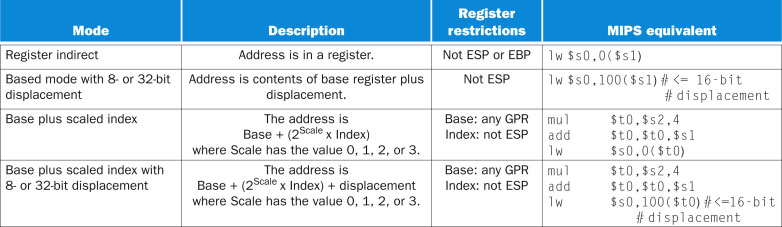 Mode
Description
Register
restrictions
MIPS equivalent
Register indirect
Address is in a register.
Not ESP or EBP
lw $s0,0($s1)
Based mode with 8- or 32-bit
displacement
Address is contents of base register plus
displacement.
Not ESP
lw $s0,100($s1) # <= 16-bit
# displacement
Base plus scaled index
The address is
Base + (2^Scale x Index)
where Scale has the value 0, 1, 2, or 3.
Base: any GPR
Index: not ESP
mul $t0,$s2,4
add $t0,$t0,$s1
lw $s0,0($t0)
Base plus scaled index with
8- or 32-bit displacement
The address is
Base + (2^Scale x Index) + displacement
where Scale has the value 0, 1, 2, or 3.
Base: any GPR
Index: not ESP
mul $t0,$s2,4
add $t0,$t0,$s1
lw $s0,100($t0) # <=16-bit
# displacement